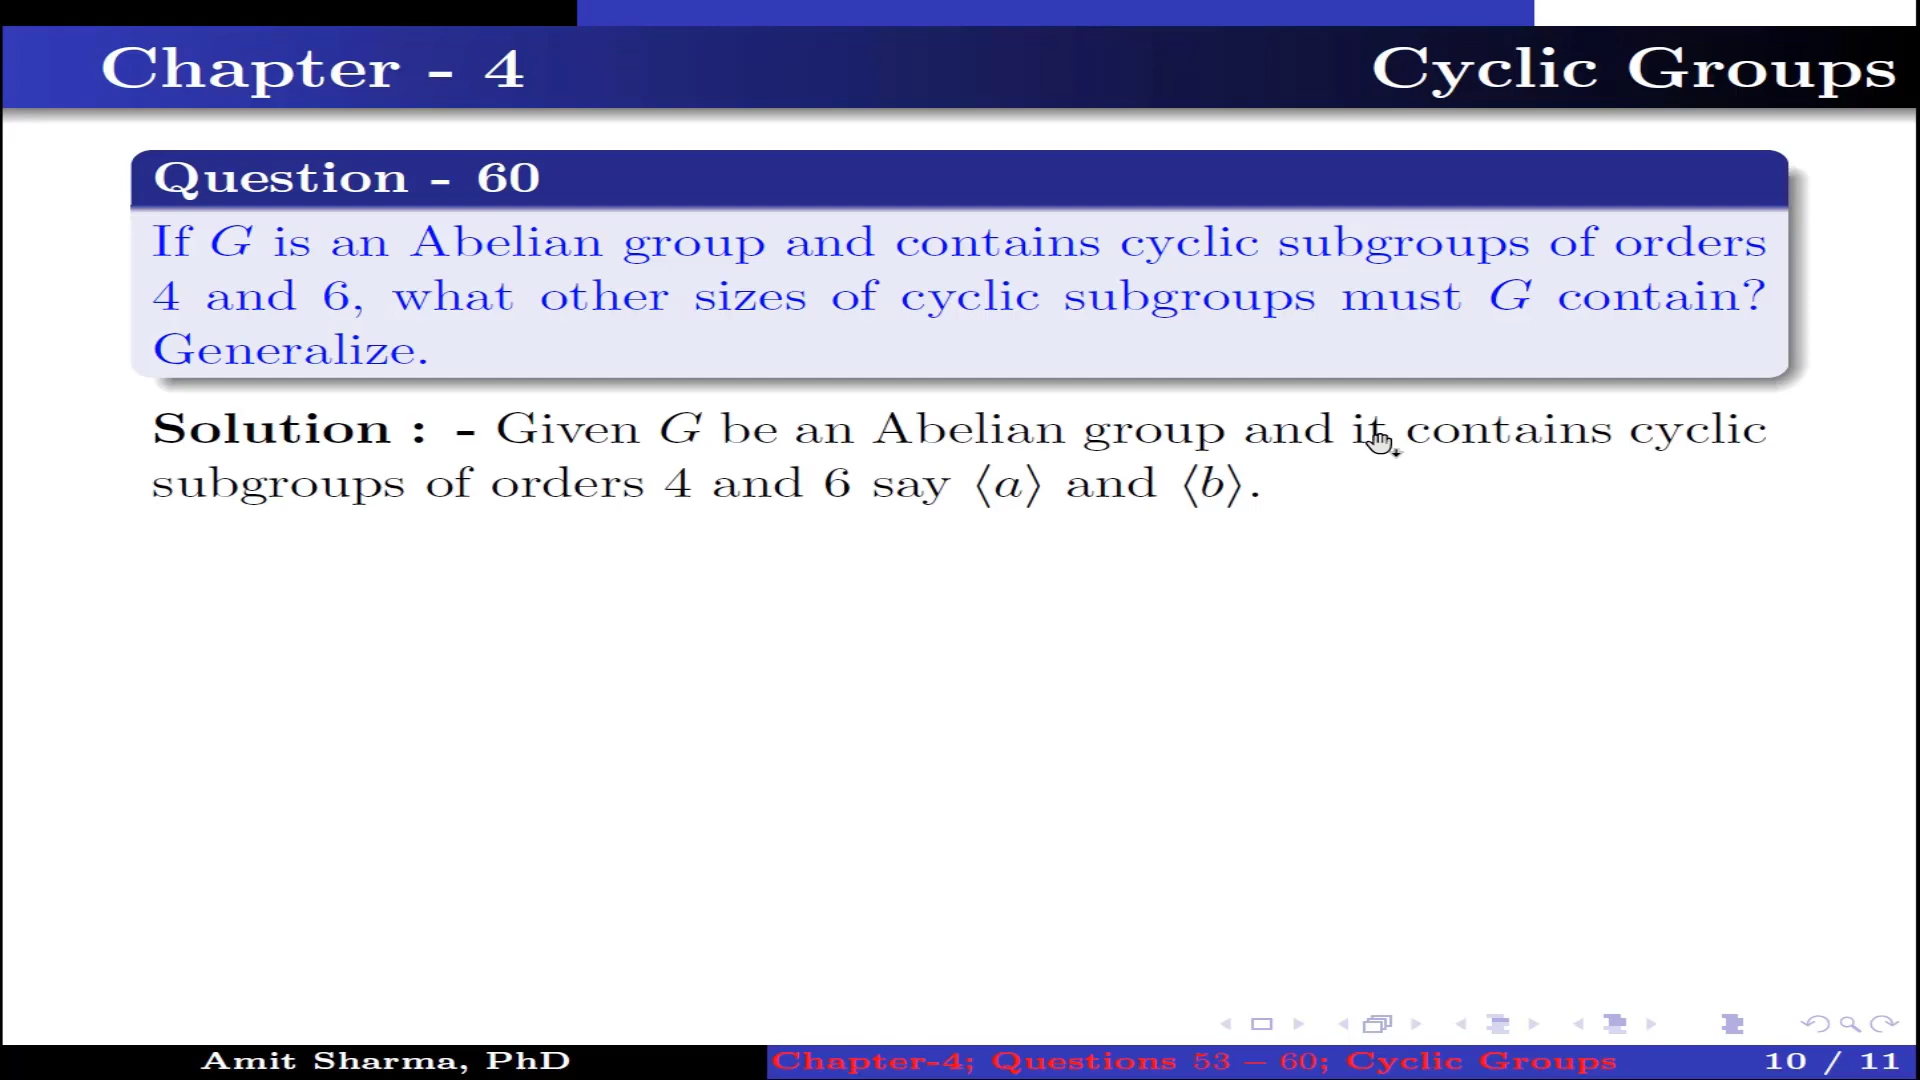 Chapter - 4 Cyclic Groups
Question - 60
If G is an Abelian group and contains cyclic subgroups of orders
4 and 6, what other sizes of cyclic subgroups must G contain?
Generalize.
Solution : - Given G be an Abelian group and it contains cyclic
subgroups of orders 4 and 6 say ⟨a⟩ and ⟨b⟩.
Amit Sharma, PhD Chapter-4; Questions 53 – 60; Cyclic Groups 10 / 11